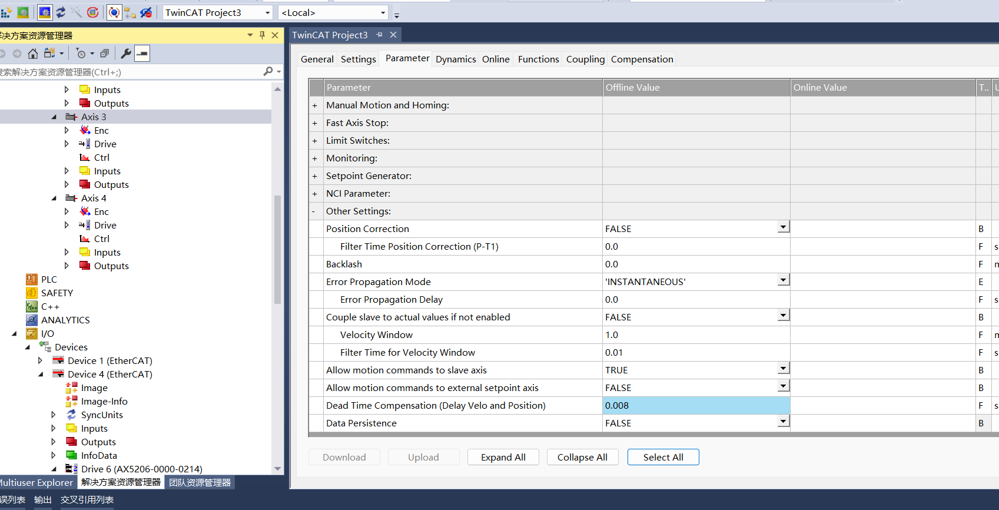 TwinCAT Project3
<Local>
解决方案资源管理器
搜索解决方案资源管理器(Ctrl+;)
Inputs
Outputs
Axis 3
Enc
Drive
Ctrl
Inputs
Outputs
Axis 4
Enc
Drive
Ctrl
Inputs
Outputs
PLC
SAFETY
C++
ANALYTICS
I/O
Devices
Device 1 (EtherCAT)
Device 4 (EtherCAT)
Image
Image-Info
SyncUnits
Inputs
Outputs
InfoData
Drive 6 (AX5206-0000-0214)
Multiuser Explorer 解决方案资源管理器 团队资源管理器
误列表 输出 交叉引用列表
TwinCAT Project3
General Settings Parameter Dynamics Online Functions Coupling Compensation
Parameter Offline Value Online Value T.. U
+ Manual Motion and Homing:
+ Fast Axis Stop:
+ Limit Switches:
+ Monitoring:
+ Setpoint Generator:
+ NCI Parameter:
- Other Settings:
Position Correction FALSE B
Filter Time Position Correction (P-T1) 0.0 F s
Backlash 0.0 F m
Error Propagation Mode 'INSTANTANEOUS' E
Error Propagation Delay 0.0 F s
Couple slave to actual values if not enabled FALSE B
Velocity Window 1.0 F m
Filter Time for Velocity Window 0.01 F s
Allow motion commands to slave axis TRUE B
Allow motion commands to external setpoint axis FALSE B
Dead Time Compensation (Delay Velo and Position) 0.008 F s
Data Persistence FALSE B
Download Upload Expand All Collapse All Select All